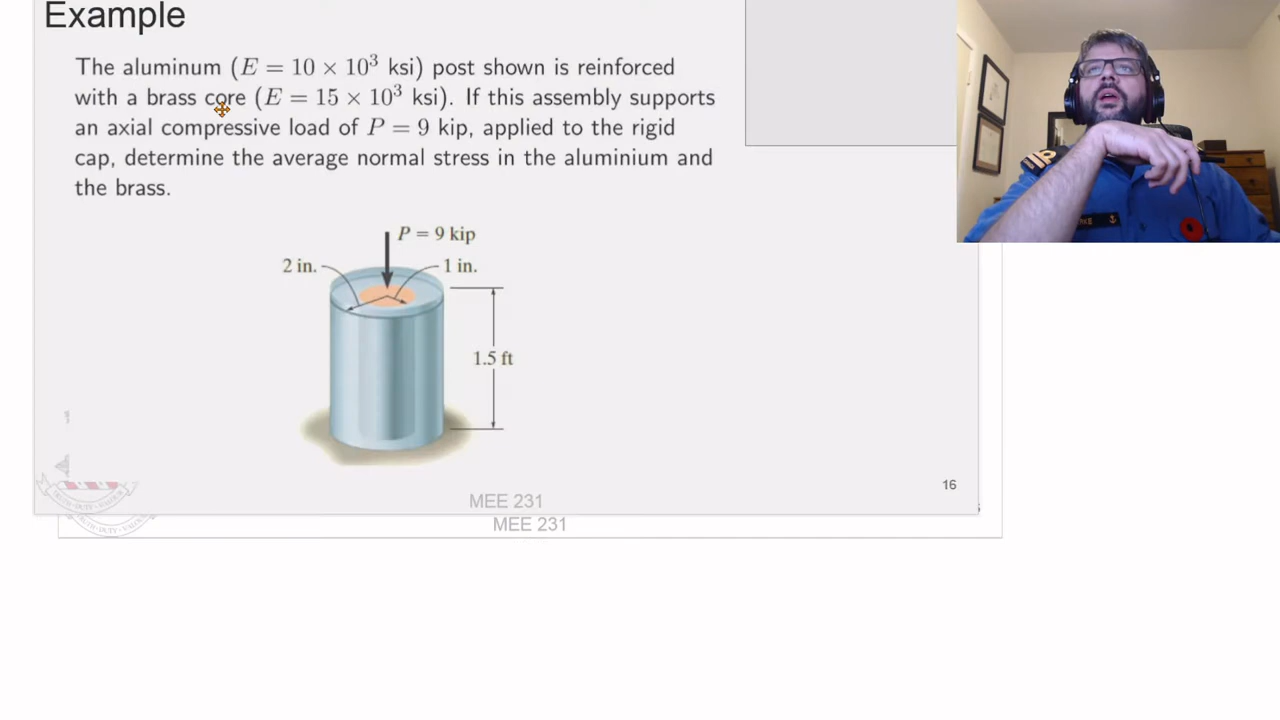 Example
The aluminum (E = 10 × 10³ ksi) post shown is reinforced
with a brass core (E = 15 × 10³ ksi). If this assembly supports
an axial compressive load of P = 9 kip, applied to the rigid
cap, determine the average normal stress in the aluminium and
the brass.
P = 9 kip
2 in.
1 in.
1.5 ft
16
MEE 231
MEE 231